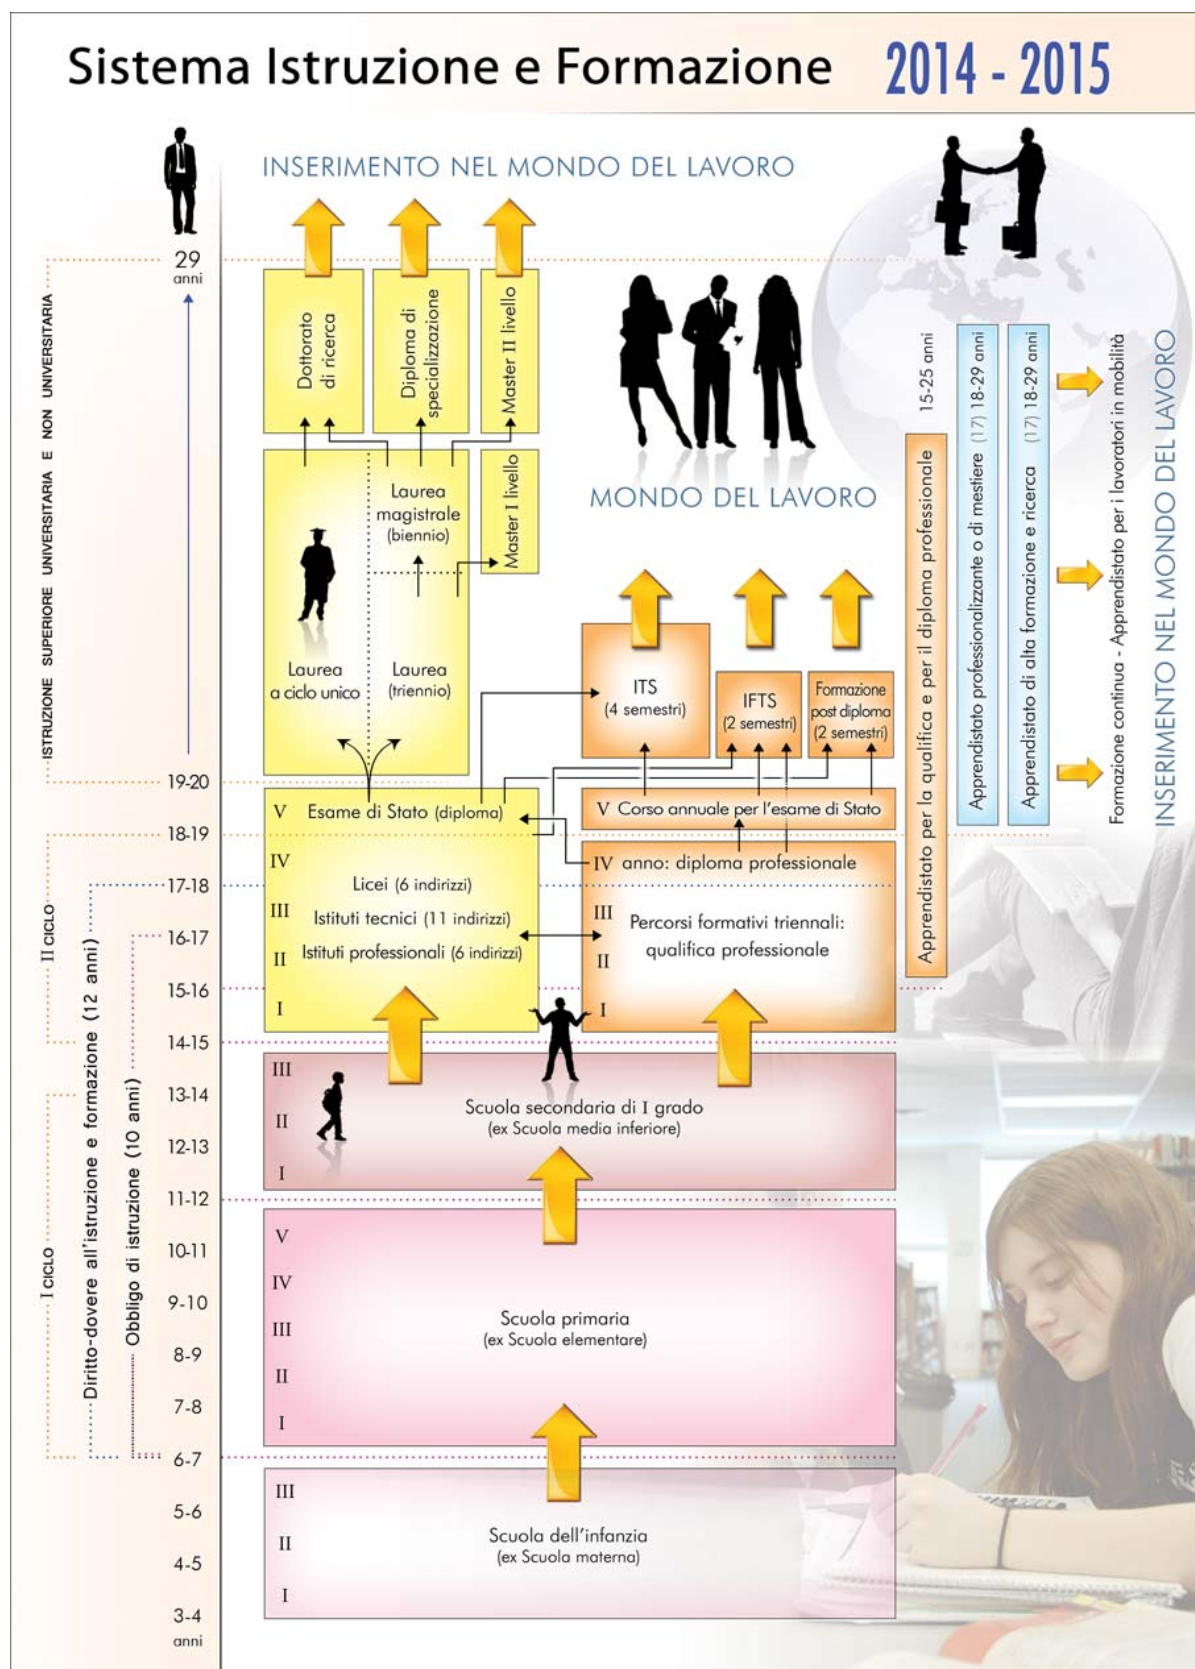 Sistema Istruzione e Formazione 2014 - 2015
INSERIMENTO NEL MONDO DEL LAVORO
29
anni
ISTRUZIONE SUPERIORE UNIVERSITARIA E NON UNIVERSITARIA
Dottorato
di ricerca
Diploma di
specializzazione
Master II livello
Laurea
magistrale
(biennio)
Master I livello
Laurea
a ciclo unico
Laurea
(triennio)
MONDO DEL LAVORO
ITS
(4 semestri)
IFTS
(2 semestri)
Formazione
post diploma
(2 semestri)
Apprendistato per la qualifica e per il diploma professionale 15-25 anni
Apprendistato professionalizzante o di mestiere (17) 18-29 anni
Apprendistato di alta formazione e ricerca (17) 18-29 anni
Formazione continua - Apprendistato per i lavoratori in mobilità
INSERIMENTO NEL MONDO DEL LAVORO
19-20
V Esame di Stato (diploma)
V Corso annuale per l'esame di Stato
18-19
IV
IV anno: diploma professionale
17-18
Licei (6 indirizzi)
III
Istituti tecnici (11 indirizzi)
III
Percorsi formativi triennali:
qualifica professionale
16-17
II
Istituti professionali (6 indirizzi)
II
15-16
I
I
14-15
II CICLO
Diritto-dovere all'istruzione e formazione (12 anni)
Obbligo di istruzione (10 anni)
I CICLO
III
13-14
Scuola secondaria di I grado
(ex Scuola media inferiore)
II
12-13
I
11-12
V
10-11
IV
9-10
Scuola primaria
(ex Scuola elementare)
III
8-9
II
7-8
I
6-7
III
5-6
Scuola dell'infanzia
(ex Scuola materna)
II
4-5
I
3-4
anni